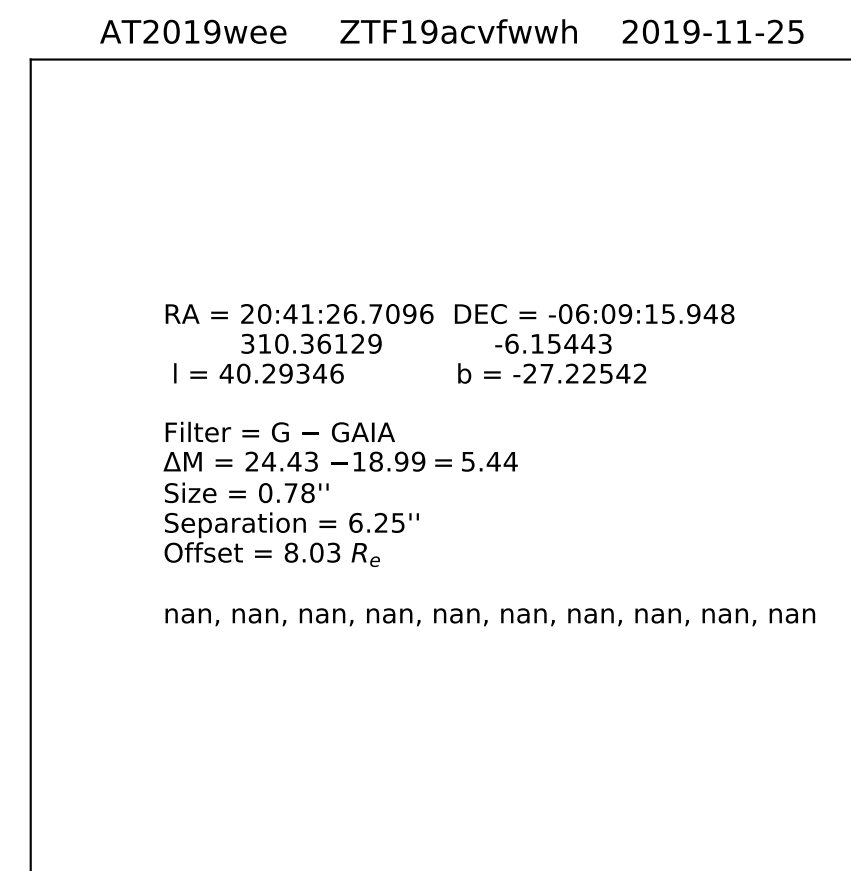 AT2019wee ZTF19acvfwwh 2019-11-25
RA = 20:41:26.7096 DEC = -06:09:15.948
310.36129 -6.15443
l = 40.29346 b = -27.22542
Filter = G − GAIA
ΔM = 24.43 −18.99 = 5.44
Size = 0.78''
Separation = 6.25''
Offset = 8.03 Re
nan, nan, nan, nan, nan, nan, nan, nan, nan, nan